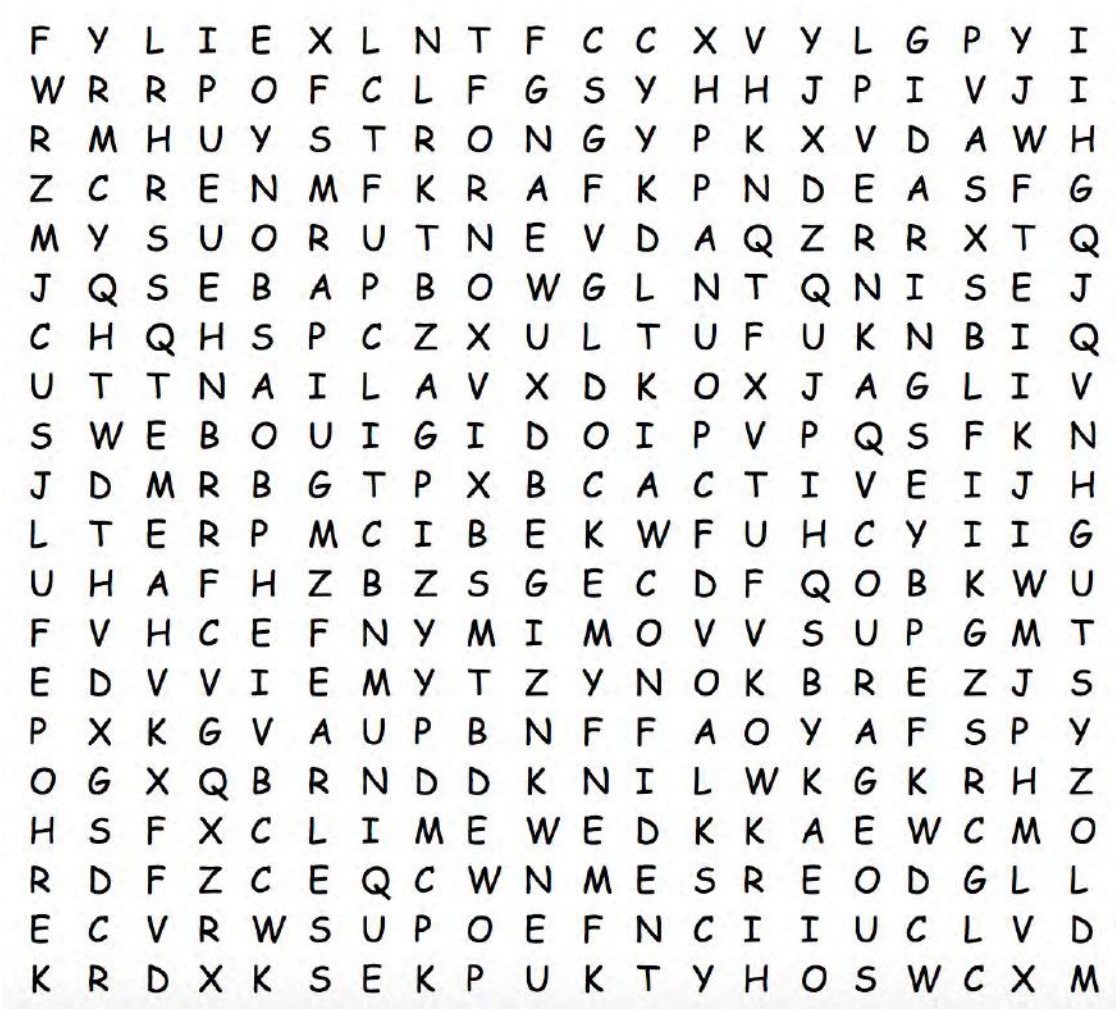 F Y L I E X L N T F C C X V Y L G P Y I
W R R P O F C L F G S Y H H J P I V J I
R M H U Y S T R O N G Y P K X V D A W H
Z C R E N M F K R A F K P N D E A S F G
M Y S U O R U T N E V D A Q Z R R X T Q
J Q S E B A P B O W G L N T Q N I S E J
C H Q H S P C Z X U L T U F U K N B I Q
U T T N A I L A V X D K O X J A G L I V
S W E B O U I G I D O I P V P Q S F K N
J D M R B G T P X B C A C T I V E I J H
L T E R P M C I B E K W F U H C Y I I G
U H A F H Z B Z S G E C D F Q O B K W U
F V H C E F N Y M I M O V V S U P G M T
E D V V I E M Y T Z Y N O K B R E Z J S
P X K G V A U P B N F F A O Y A F S P Y
O G X Q B R N D D K N I L W K G K R H Z
H S F X C L I M E W E D K K A E W C M O
R D F Z C E Q C W N M E S R E O D G L L
E C V R W S U P O E F N C I I U C L V D
K R D X K S E K P U K T Y H O S W C X M